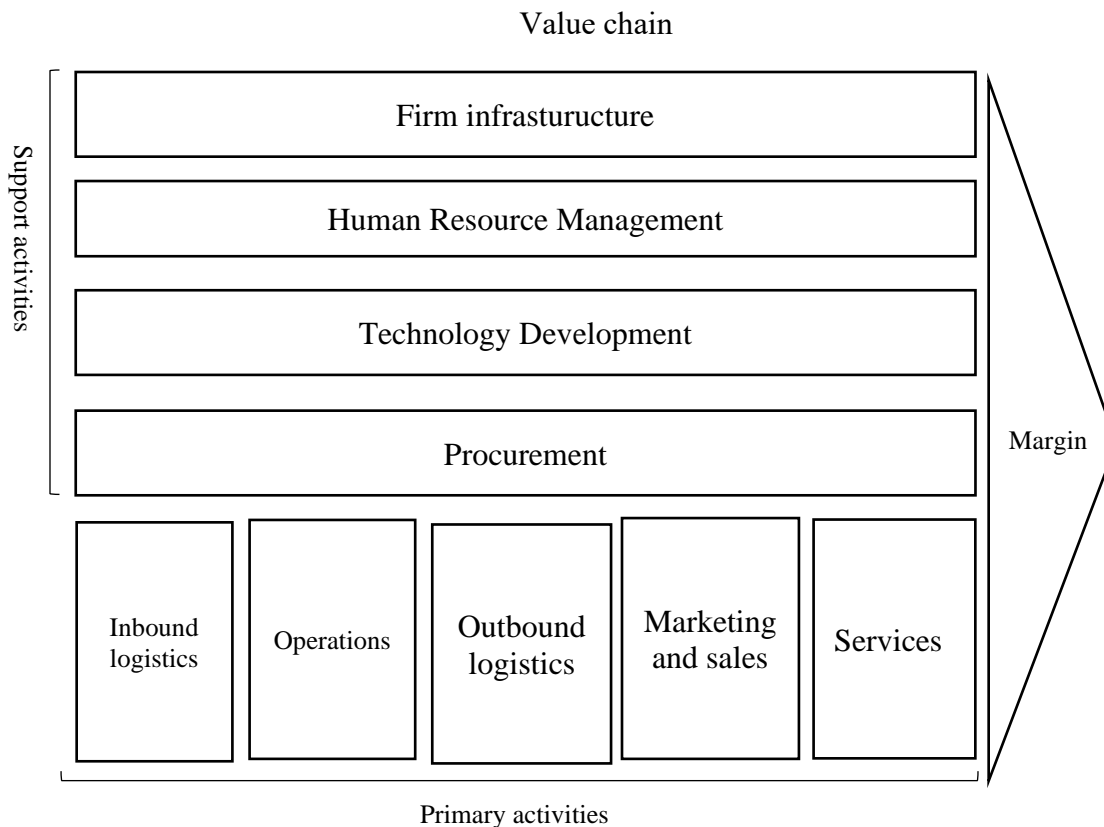 Value chain
Support activities
Firm infrasturucture
Human Resource Management
Technology Development
Procurement
Margin
Inbound
logistics
Operations
Outbound
logistics
Marketing
and sales
Services
Primary activities